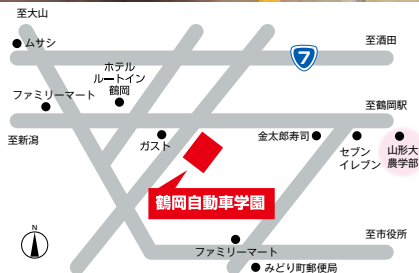 至大山
ムサシ
7
至酒田
ホテル
ルートイン
鶴岡
ファミリーマート
至鶴岡駅
至新潟
ガスト
金太郎寿司
セブン
イレブン
山形大
農学部
鶴岡自動車学園
N
ファミリーマート
至市役所
みどり町郵便局